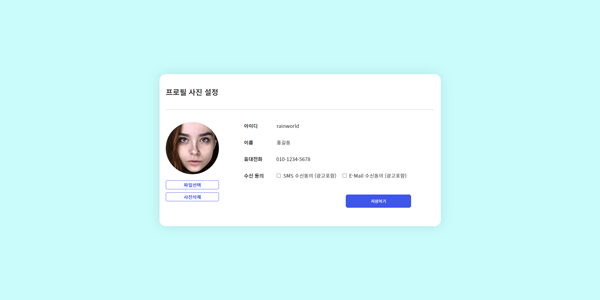 프로필 사진 설정
아이디 rainworld
이름 홍길동
휴대전화 010-1234-5678
수신 동의 SMS 수신동의 (광고포함) E-Mail 수신동의 (광고포함)
파일선택
사진삭제
저장하기